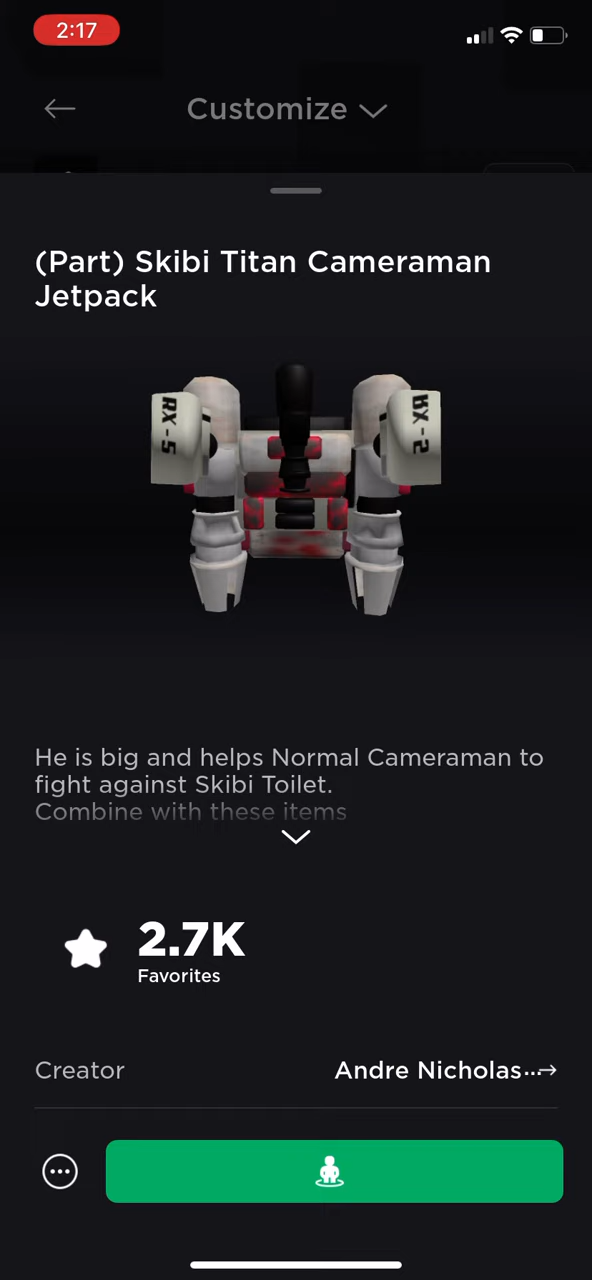 2:17
Customize
(Part) Skibi Titan Cameraman
Jetpack
RX-5
RX-2
He is big and helps Normal Cameraman to
fight against Skibi Toilet.
Combine with these items
2.7K
Favorites
Creator
Andre Nicholas...